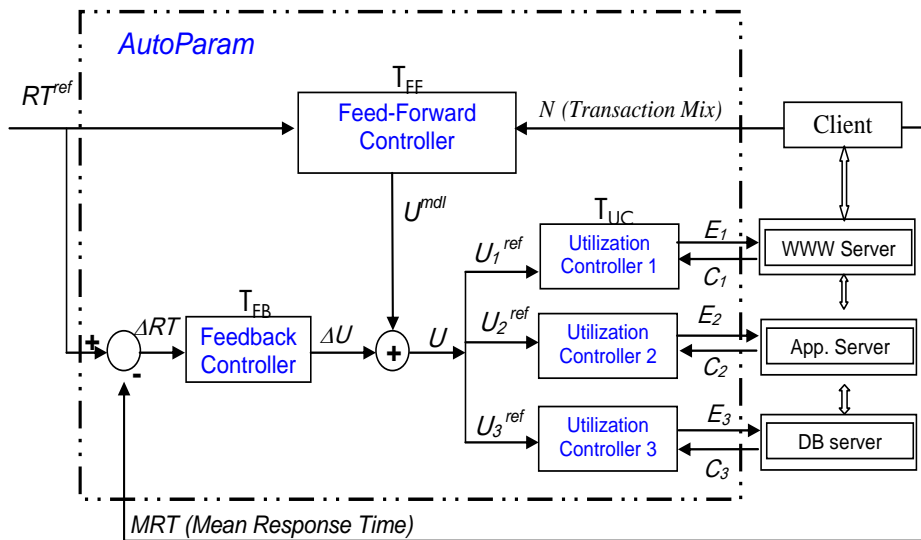 AutoParam
RT^ref
T_FF
Feed-Forward
Controller
N (Transaction Mix)
Client
U^mdl
T_UC
U_1^ref
Utilization
Controller 1
E_1
C_1
WWW Server
T_FB
+
ΔRT
-
Feedback
Controller
ΔU
+
U
U_2^ref
Utilization
Controller 2
E_2
C_2
App. Server
U_3^ref
Utilization
Controller 3
E_3
C_3
DB server
MRT (Mean Response Time)